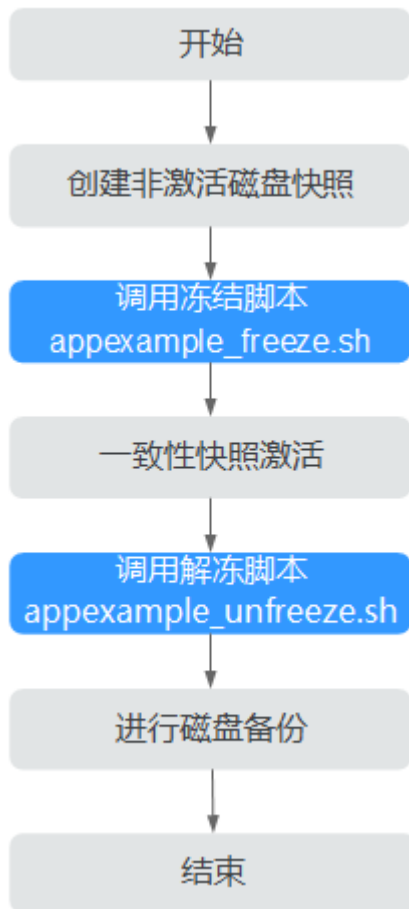 开始
创建非激活磁盘快照
调用冻结脚本
appexample_freeze.sh
一致性快照激活
调用解冻脚本
appexample_unfreeze.sh
进行磁盘备份
结束